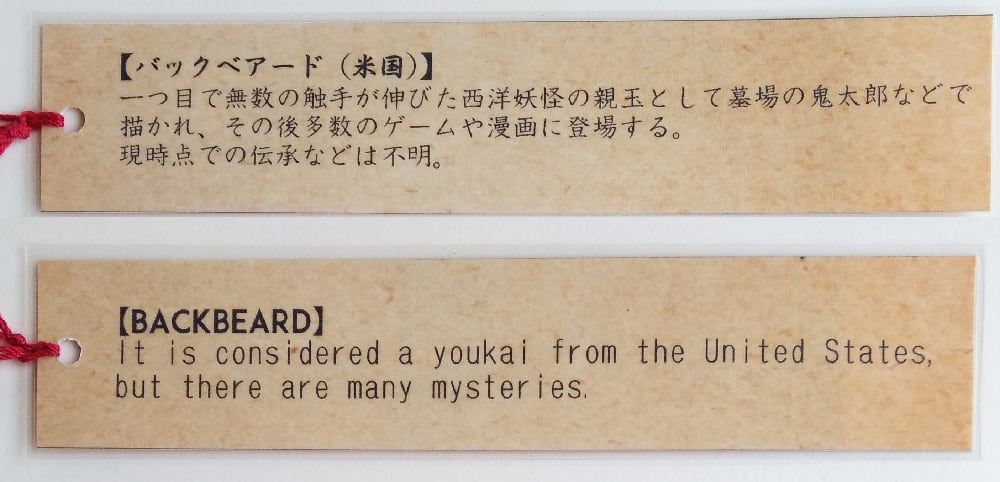 【バックベアード（米国）】
一つ目で無数の触手が伸びた西洋妖怪の親玉として墓場の鬼太郎などで
描かれ、その後多数のゲームや漫画に登場する。
現時点での伝承などは不明。
【BACKBEARD】
It is considered a youkai from the United States,
but there are many mysteries.